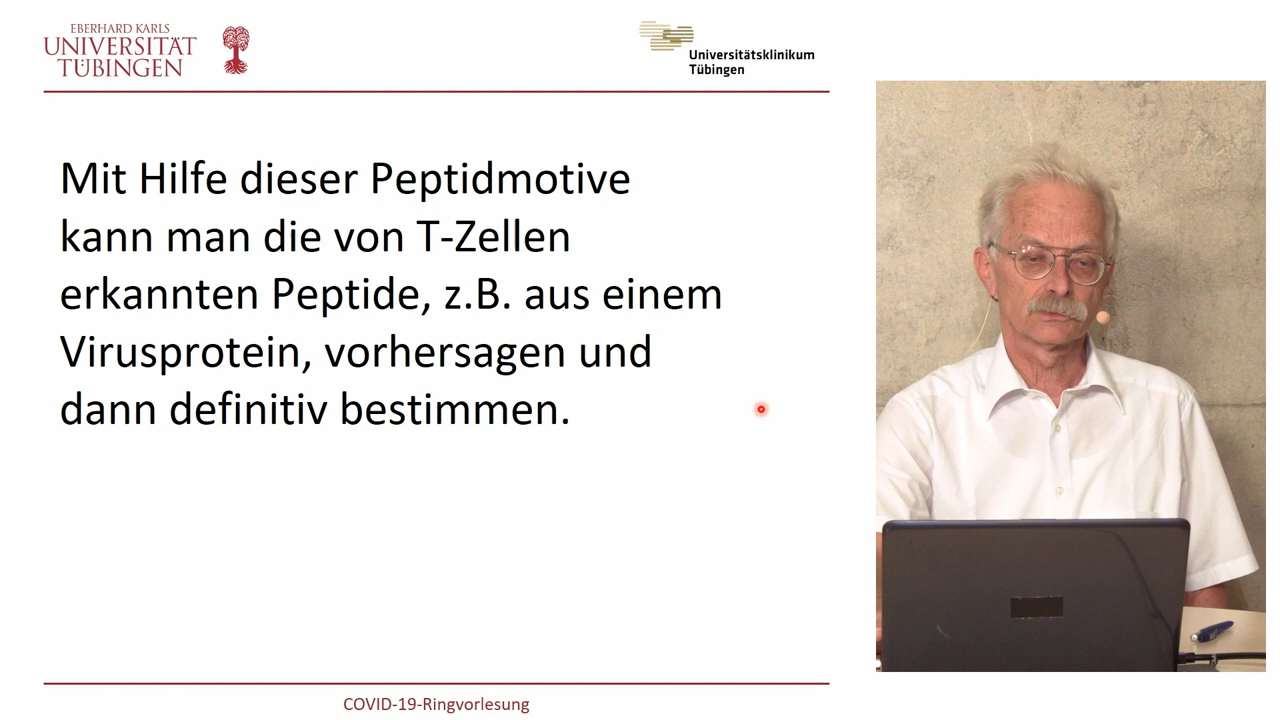 EBERHARD KARLS
UNIVERSITÄT
TÜBINGEN
Universitätsklinikum
Tübingen
Mit Hilfe dieser Peptidmotive
kann man die von T-Zellen
erkannten Peptide, z.B. aus einem
Virusprotein, vorhersagen und
dann definitiv bestimmen.
COVID-19-Ringvorlesung